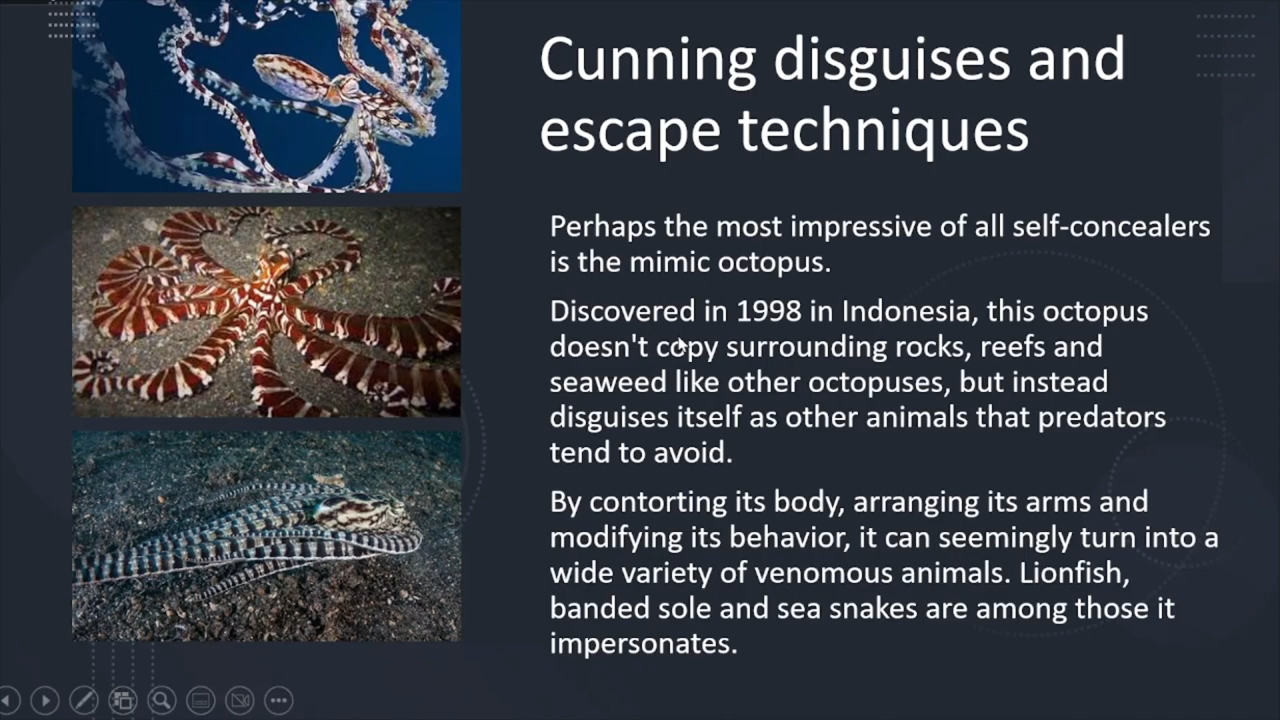 Cunning disguises and
escape techniques
Perhaps the most impressive of all self-concealers
is the mimic octopus.
Discovered in 1998 in Indonesia, this octopus
doesn't copy surrounding rocks, reefs and
seaweed like other octopuses, but instead
disguises itself as other animals that predators
tend to avoid.
By contorting its body, arranging its arms and
modifying its behavior, it can seemingly turn into a
wide variety of venomous animals. Lionfish,
banded sole and sea snakes are among those it
impersonates.